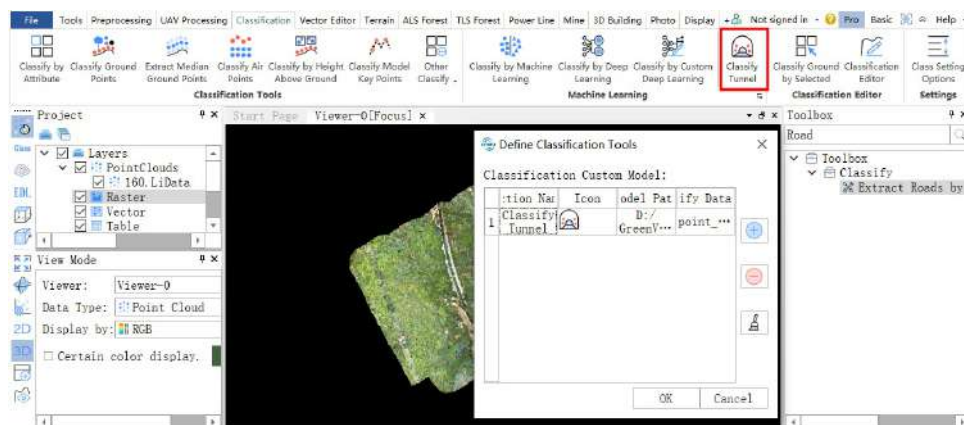 File Tools Preprocessing UAV Processing Classification Vector Editor Terrain ALS Forest TLS Forest Power Line Mine 3D Building Photo Display Not signed in Pro Basic Help
Classify by Attribute
Classify Ground Points
Extract Median Ground Points
Classify Air Points
Classify by Height Above Ground
Classify Model Key Points
Other Classify
Classify by Machine Learning
Classify by Deep Learning
Classify by Custom Deep Learning
Classify Tunnel
Classify Ground by Selected
Classification Editor
Class Setting Options
Classification Tools Machine Learning Classification Editor Settings
Project Start Page Viewer-0[Focus] Toolbox
Road
Layers
PointClouds
160.LiData
Raster
Vector
Table
EDL
View Mode
Viewer: Viewer-0
Data Type: Point Cloud
2D Display by: RGB
3D Certain color display.
Define Classification Tools
Classification Custom Model:
:tion Nar Icon odel Pat ify Data
1 Classify Tunnel D:/ GreenV··· point_···
OK Cancel
Toolbox
Classify
Extract Roads by